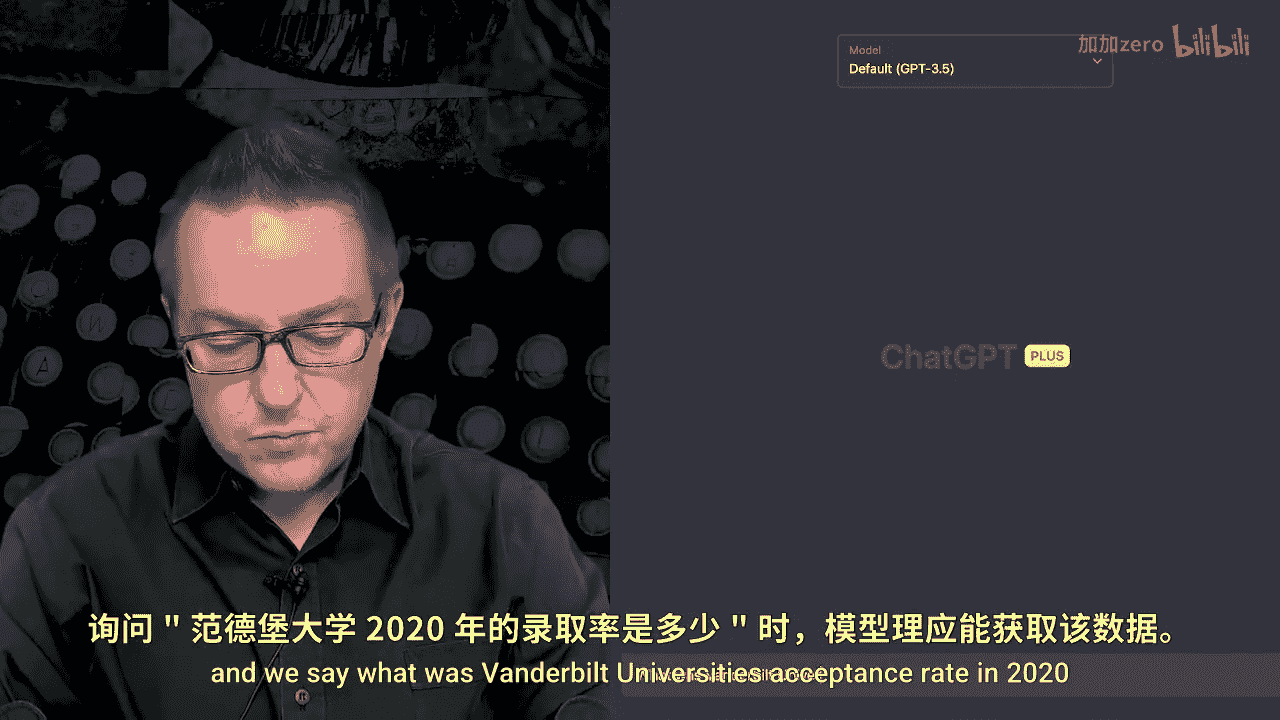 Model
Default (GPT-3.5)
加加zero bilibili
ChatGPT PLUS
询问 " 范德堡大学 2020 年的录取率是多少 " 时，模型理应能获取该数据。
and we say what was Vanderbilt Universities acceptance rate in 2020